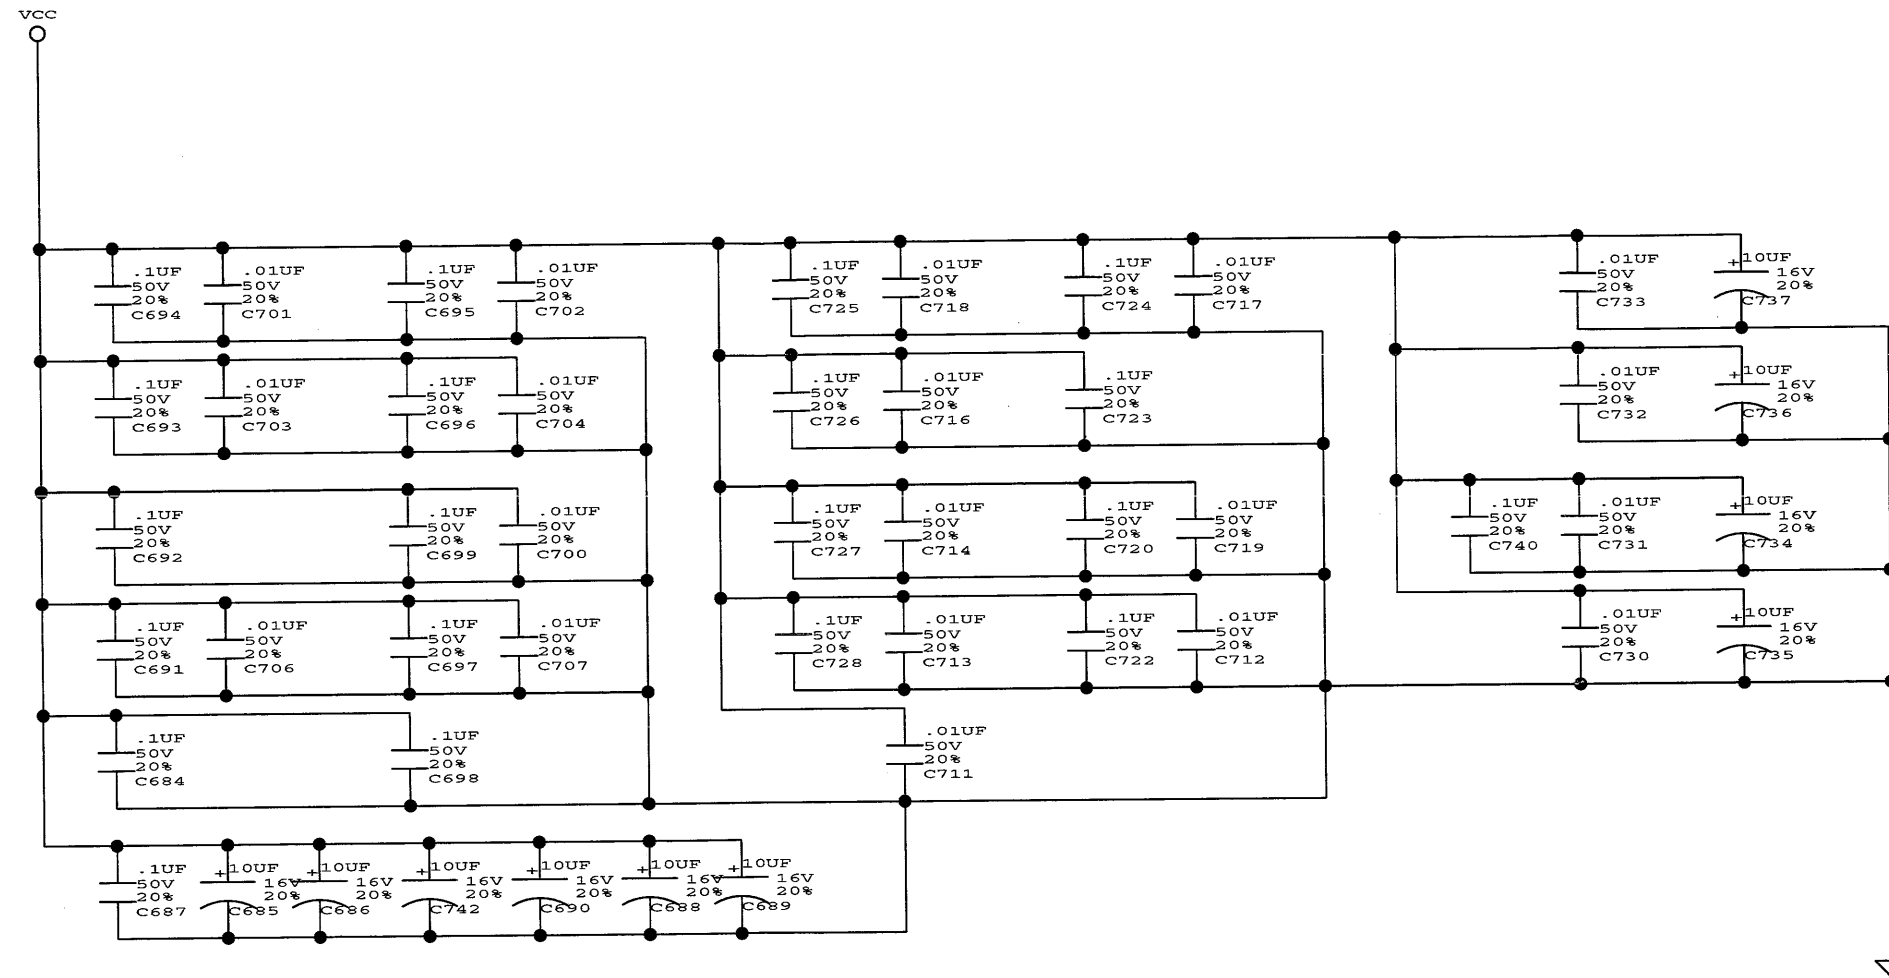 VCC
.1UF
50V
20%
C694
.01UF
50V
20%
C701
.1UF
50V
20%
C695
.01UF
50V
20%
C702
.1UF
50V
20%
C725
.01UF
50V
20%
C718
.1UF
50V
20%
C724
.01UF
50V
20%
C717
.01UF
50V
20%
C733
+10UF
16V
20%
C737
.1UF
50V
20%
C693
.01UF
50V
20%
C703
.1UF
50V
20%
C696
.01UF
50V
20%
C704
.1UF
50V
20%
C726
.01UF
50V
20%
C716
.1UF
50V
20%
C723
.01UF
50V
20%
C732
+10UF
16V
20%
C736
.1UF
50V
20%
C692
.1UF
50V
20%
C699
.01UF
50V
20%
C700
.1UF
50V
20%
C727
.01UF
50V
20%
C714
.1UF
50V
20%
C720
.01UF
50V
20%
C719
.1UF
50V
20%
C740
.01UF
50V
20%
C731
+10UF
16V
20%
C734
.1UF
50V
20%
C691
.01UF
50V
20%
C706
.1UF
50V
20%
C697
.01UF
50V
20%
C707
.1UF
50V
20%
C728
.01UF
50V
20%
C713
.1UF
50V
20%
C722
.01UF
50V
20%
C712
.01UF
50V
20%
C730
+10UF
16V
20%
C735
.1UF
50V
20%
C684
.1UF
50V
20%
C698
.01UF
50V
20%
C711
.1UF
50V
20%
C687
+10UF
16V
20%
C685
+10UF
16V
20%
C686
+10UF
16V
20%
C742
+10UF
16V
20%
C690
+10UF
16V
20%
C688
+10UF
16V
20%
C689